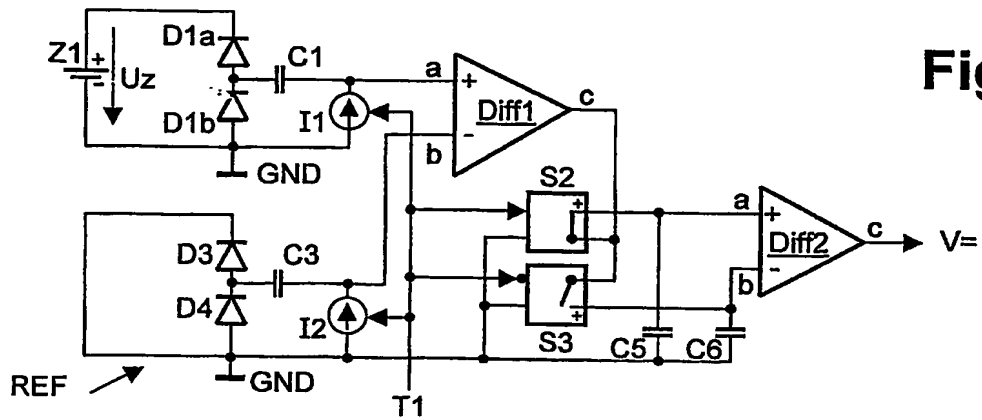 D1a
Z1
+
-
Uz
C1
a
+
Diff1
c
Fig
D1b
I1
-
b
GND
S2
+
a
+
Diff2
c
V=
D3
C3
-
b
D4
I2
+
S3
C5
C6
REF
GND
T1